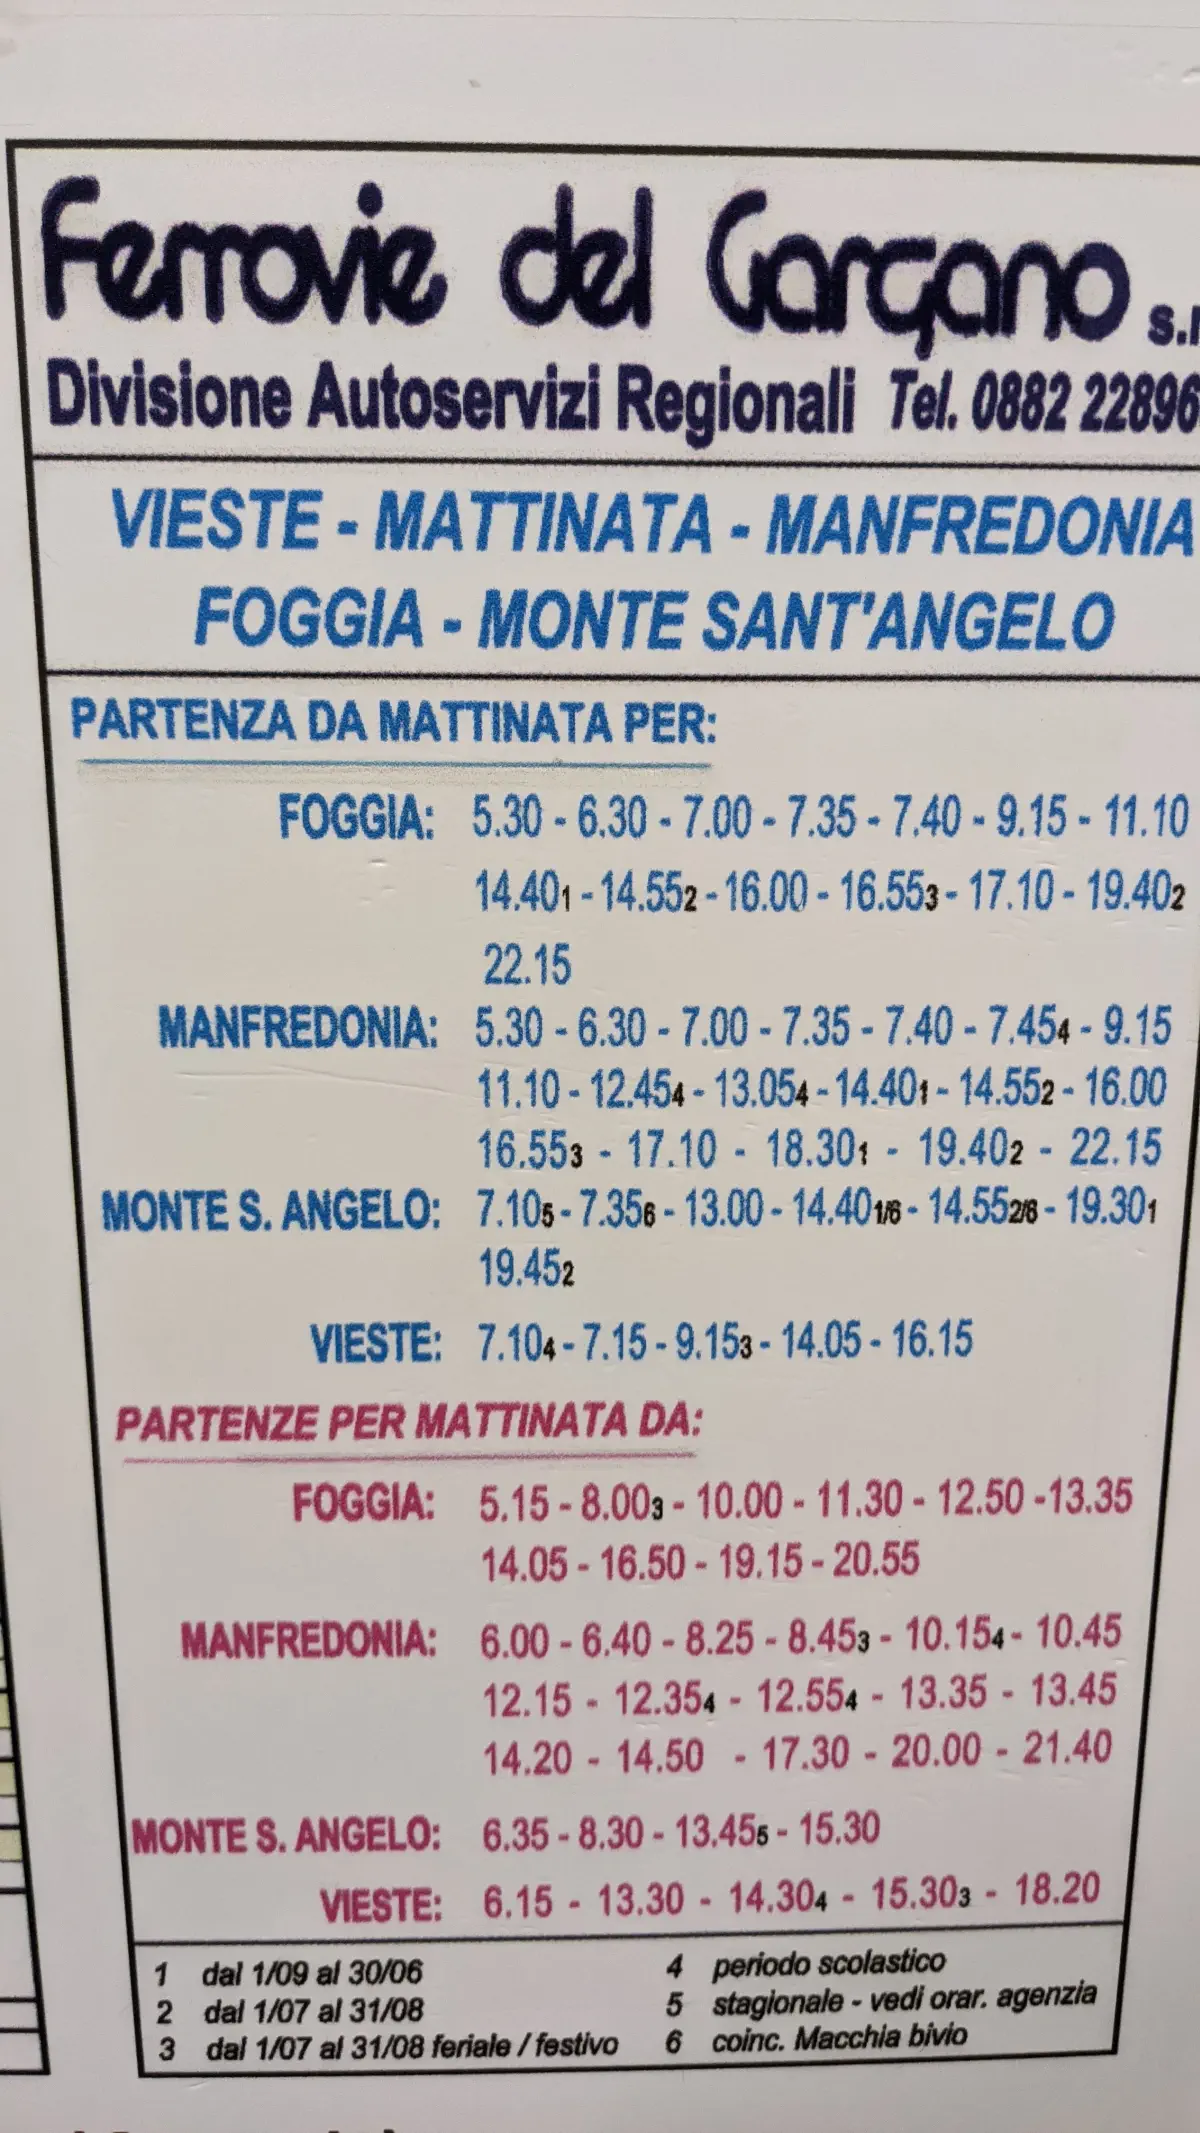 Ferrovie del Gargano s.r
Divisione Autoservizi Regionali Tel. 0882 22896
VIESTE - MATTINATA - MANFREDONIA
FOGGIA - MONTE SANT'ANGELO
PARTENZA DA MATTINATA PER:
FOGGIA: 5.30 - 6.30 - 7.00 - 7.35 - 7.40 - 9.15 - 11.10
14.401 - 14.552 - 16.00 - 16.553 - 17.10 - 19.402
22.15
MANFREDONIA: 5.30 - 6.30 - 7.00 - 7.35 - 7.40 - 7.454 - 9.15
11.10 - 12.454 - 13.054 - 14.401 - 14.552 - 16.00
16.553 - 17.10 - 18.301 - 19.402 - 22.15
MONTE S. ANGELO: 7.105 - 7.356 - 13.00 - 14.401/6 - 14.552/6 - 19.301
19.452
VIESTE: 7.104 - 7.15 - 9.153 - 14.05 - 16.15
PARTENZE PER MATTINATA DA:
FOGGIA: 5.15 - 8.003 - 10.00 - 11.30 - 12.50 -13.35
14.05 - 16.50 - 19.15 - 20.55
MANFREDONIA: 6.00 - 6.40 - 8.25 - 8.453 - 10.154 - 10.45
12.15 - 12.354 - 12.554 - 13.35 - 13.45
14.20 - 14.50 - 17.30 - 20.00 - 21.40
MONTE S. ANGELO: 6.35 - 8.30 - 13.455 - 15.30
VIESTE: 6.15 - 13.30 - 14.304 - 15.303 - 18.20
1 dal 1/09 al 30/06
2 dal 1/07 al 31/08
3 dal 1/07 al 31/08 feriale / festivo
4 periodo scolastico
5 stagionale - vedi orar. agenzia
6 coinc. Macchia bivio